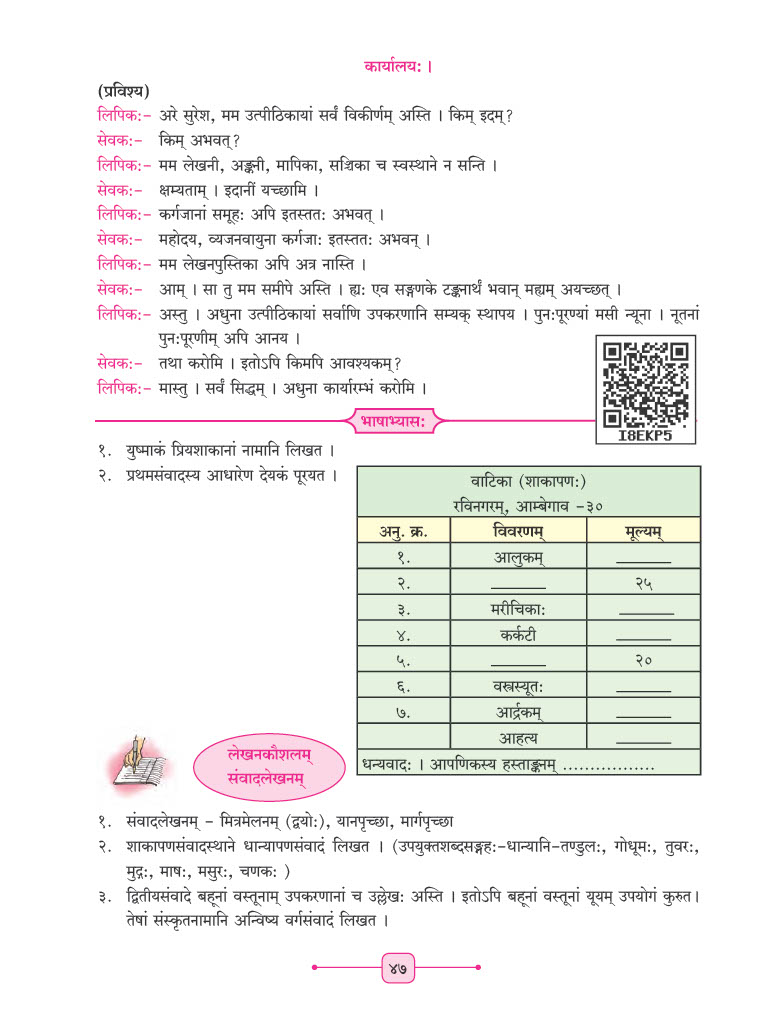 कार्यालयः ।
(प्रविश्य)
लिपिकः- अरे सुरेश, मम उत्पीठिकायां सर्वं विकीर्णम् अस्ति । किम् इदम्?
सेवकः- किम् अभवत्?
लिपिकः- मम लेखनी, अङ्कनी, मापिका, सञ्चिका च स्वस्थाने न सन्ति ।
सेवकः- क्षम्यताम् । इदानीं यच्छामि ।
लिपिकः- कर्गजानां समूहः अपि इतस्ततः अभवत् ।
सेवकः- महोदय, व्यजनवायुना कर्गजाः इतस्ततः अभवन् ।
लिपिकः- मम लेखनपुस्तिका अपि अत्र नास्ति ।
सेवकः- आम् । सा तु मम समीपे अस्ति । ह्यः एव सङ्गणके टङ्कनार्थं भवान् मह्यम् अयच्छत् ।
लिपिकः- अस्तु । अधुना उत्पीठिकायां सर्वाणि उपकरणानि सम्यक् स्थापय । पुनःपूरण्यां मसी न्यूना । नूतनां
पुनःपूरणीम् अपि आनय ।
सेवकः- तथा करोमि । इतोऽपि किमपि आवश्यकम्?
लिपिकः- मास्तु । सर्वं सिद्धम् । अधुना कार्यारम्भं करोमि ।
I8EKP5
भाषाभ्यासः
१. युष्माकं प्रियशाकानां नामानि लिखत ।
२. प्रथमसंवादस्य आधारेण देयकं पूरयत ।
वाटिका (शाकापणः)
रविनगरम्, आम्बेगाव -३०
अनु. क्र. विवरणम् मूल्यम्
१. आलुकम् ______
२. ______ २५
३. मरीचिकाः ______
४. कर्कटी ______
५. ______ २०
६. वस्त्रस्यूतः ______
७. आर्द्रकम् ______
आहत्य ______
धन्यवादः । आपणिकस्य हस्ताङ्कनम् .................
लेखनकौशलम्
संवादलेखनम्
१. संवादलेखनम् - मित्रमेलनम् (द्वयोः), यानपृच्छा, मार्गपृच्छा
२. शाकापणसंवादस्थाने धान्यापणसंवादं लिखत । (उपयुक्तशब्दसङ्ग्रहः-धान्यानि-तण्डुलः, गोधूमः, तुवरः,
मुद्गः, माषः, मसुरः, चणकः )
३. द्वितीयसंवादे बहूनां वस्तूनाम् उपकरणानां च उल्लेखः अस्ति । इतोऽपि बहूनां वस्तूनां यूयम् उपयोगं कुरुत।
तेषां संस्कृतनामानि अन्विष्य वर्गसंवादं लिखत ।
४७